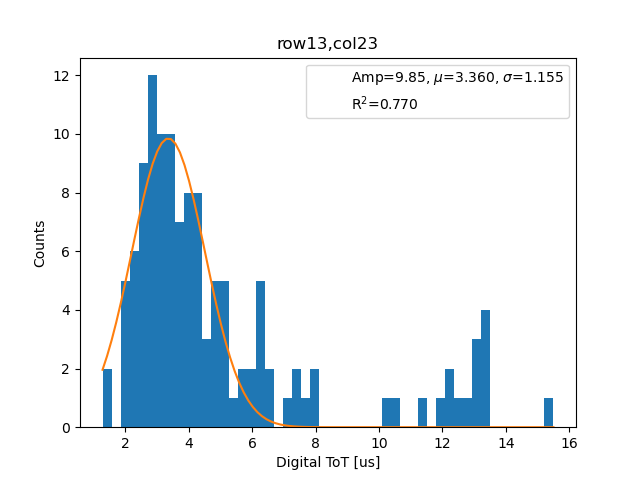 row13,col23
Amp=9.85, μ=3.360, σ=1.155
R²=0.770
12
10
8
6
4
2
0
Counts
2 4 6 8 10 12 14 16
Digital ToT [us]